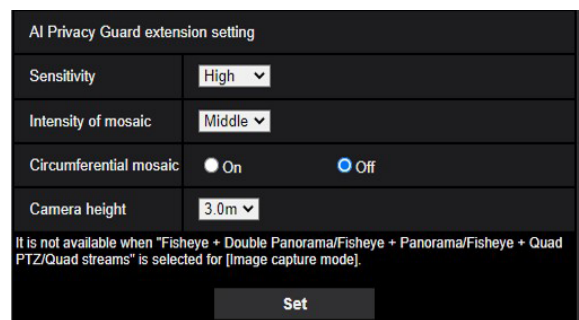 AI Privacy Guard extension setting
Sensitivity High
Intensity of mosaic Middle
Circumferential mosaic On Off
Camera height 3.0m
It is not available when "Fisheye + Double Panorama/Fisheye + Panorama/Fisheye + Quad
PTZ/Quad streams" is selected for [Image capture mode].
Set